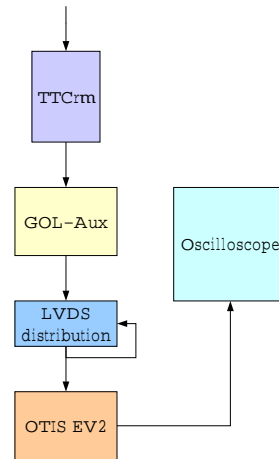 TTCrm
GOL-Aux
Oscilloscope
LVDS
distribution
OTIS EV2